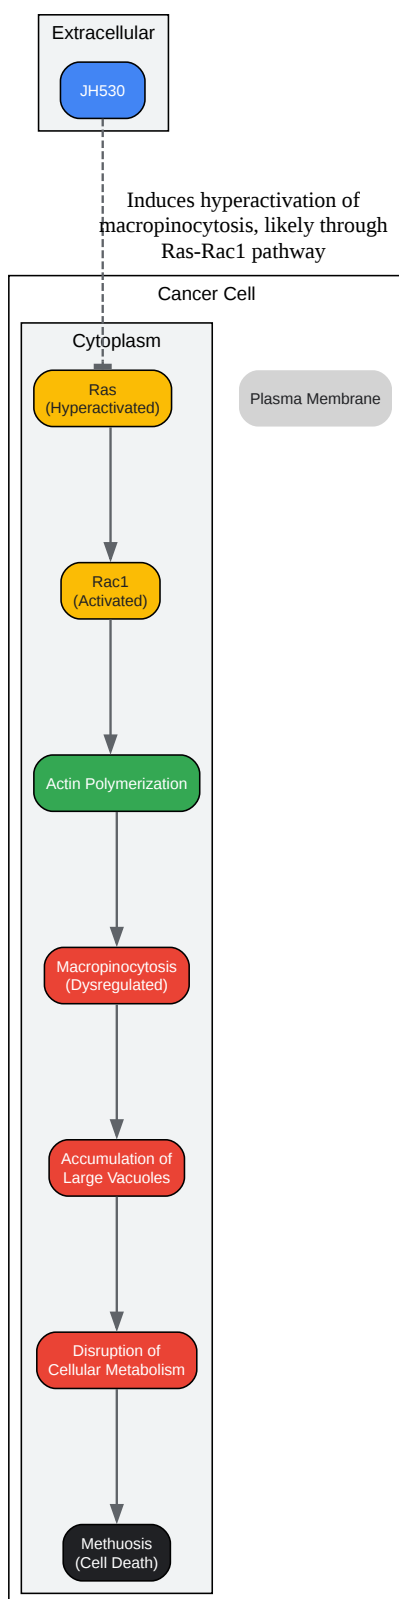 Extracellular
JH530
Induces hyperactivation of
macropinocytosis, likely through
Ras-Rac1 pathway
Cancer Cell
Cytoplasm
Ras
(Hyperactivated)
Plasma Membrane
Rac1
(Activated)
Actin Polymerization
Macropinocytosis
(Dysregulated)
Accumulation of
Large Vacuoles
Disruption of
Cellular Metabolism
Methuosis
(Cell Death)